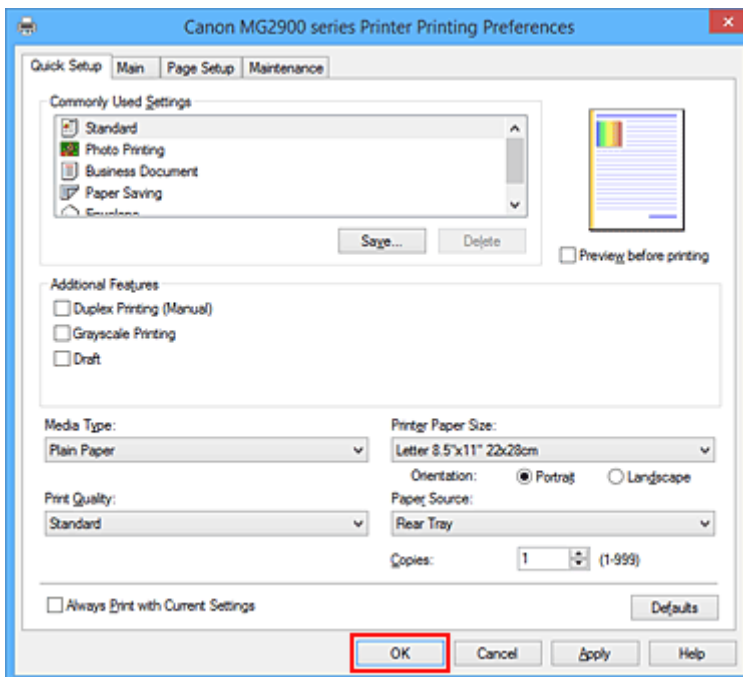 Canon MG2900 series Printer Printing Preferences
Quick Setup Main Page Setup Maintenance
Commonly Used Settings
Standard
Photo Printing
Business Document
Paper Saving
Envelope
Save... Delete
Preview before printing
Additional Features
Duplex Printing (Manual)
Grayscale Printing
Draft
Media Type:
Plain Paper
Printer Paper Size:
Letter 8.5"x11" 22x28cm
Orientation: Portrait Landscape
Print Quality:
Standard
Paper Source:
Rear Tray
Copies: 1 (1-999)
Always Print with Current Settings
Defaults
OK Cancel Apply Help